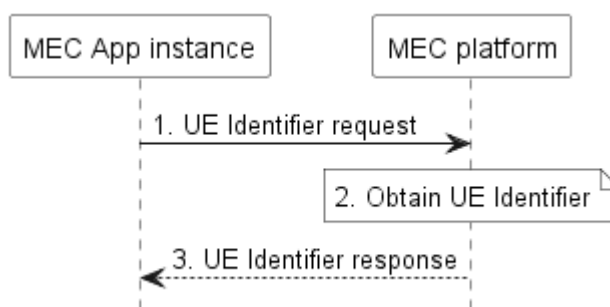 MEC App instance
MEC platform
1. UE Identifier request
2. Obtain UE Identifier
3. UE Identifier response